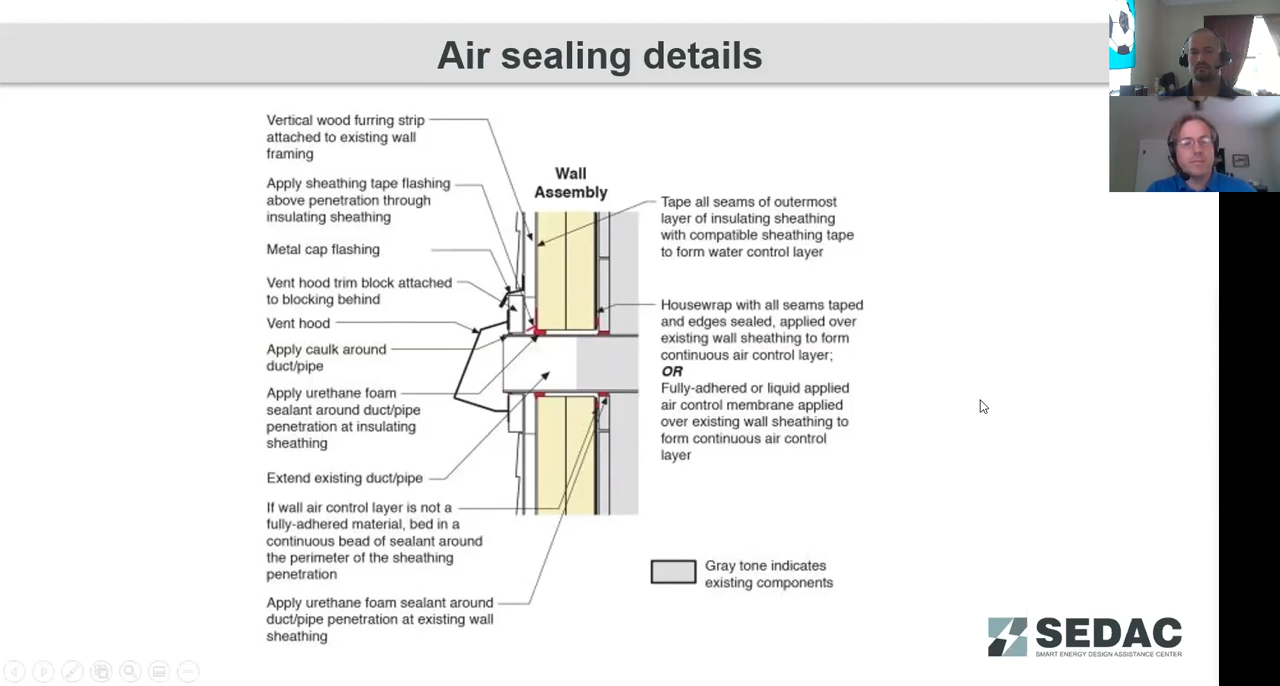 Air sealing details
Vertical wood furring strip
attached to existing wall
framing
Apply sheathing tape flashing
above penetration through
insulating sheathing
Metal cap flashing
Vent hood trim block attached
to blocking behind
Vent hood
Apply caulk around
duct/pipe
Apply urethane foam
sealant around duct/pipe
penetration at insulating
sheathing
Extend existing duct/pipe
If wall air control layer is not a
fully-adhered material, bed in a
continuous bead of sealant around
the perimeter of the sheathing
penetration
Apply urethane foam sealant around
duct/pipe penetration at existing wall
sheathing
Wall
Assembly
Tape all seams of outermost
layer of insulating sheathing
with compatible sheathing tape
to form water control layer
Housewrap with all seams taped
and edges sealed, applied over
existing wall sheathing to form
continuous air control layer;
OR
Fully-adhered or liquid applied
air control membrane applied
over existing wall sheathing to
form continuous air control
layer
Gray tone indicates
existing components
SEDAC
SMART ENERGY DESIGN ASSISTANCE CENTER